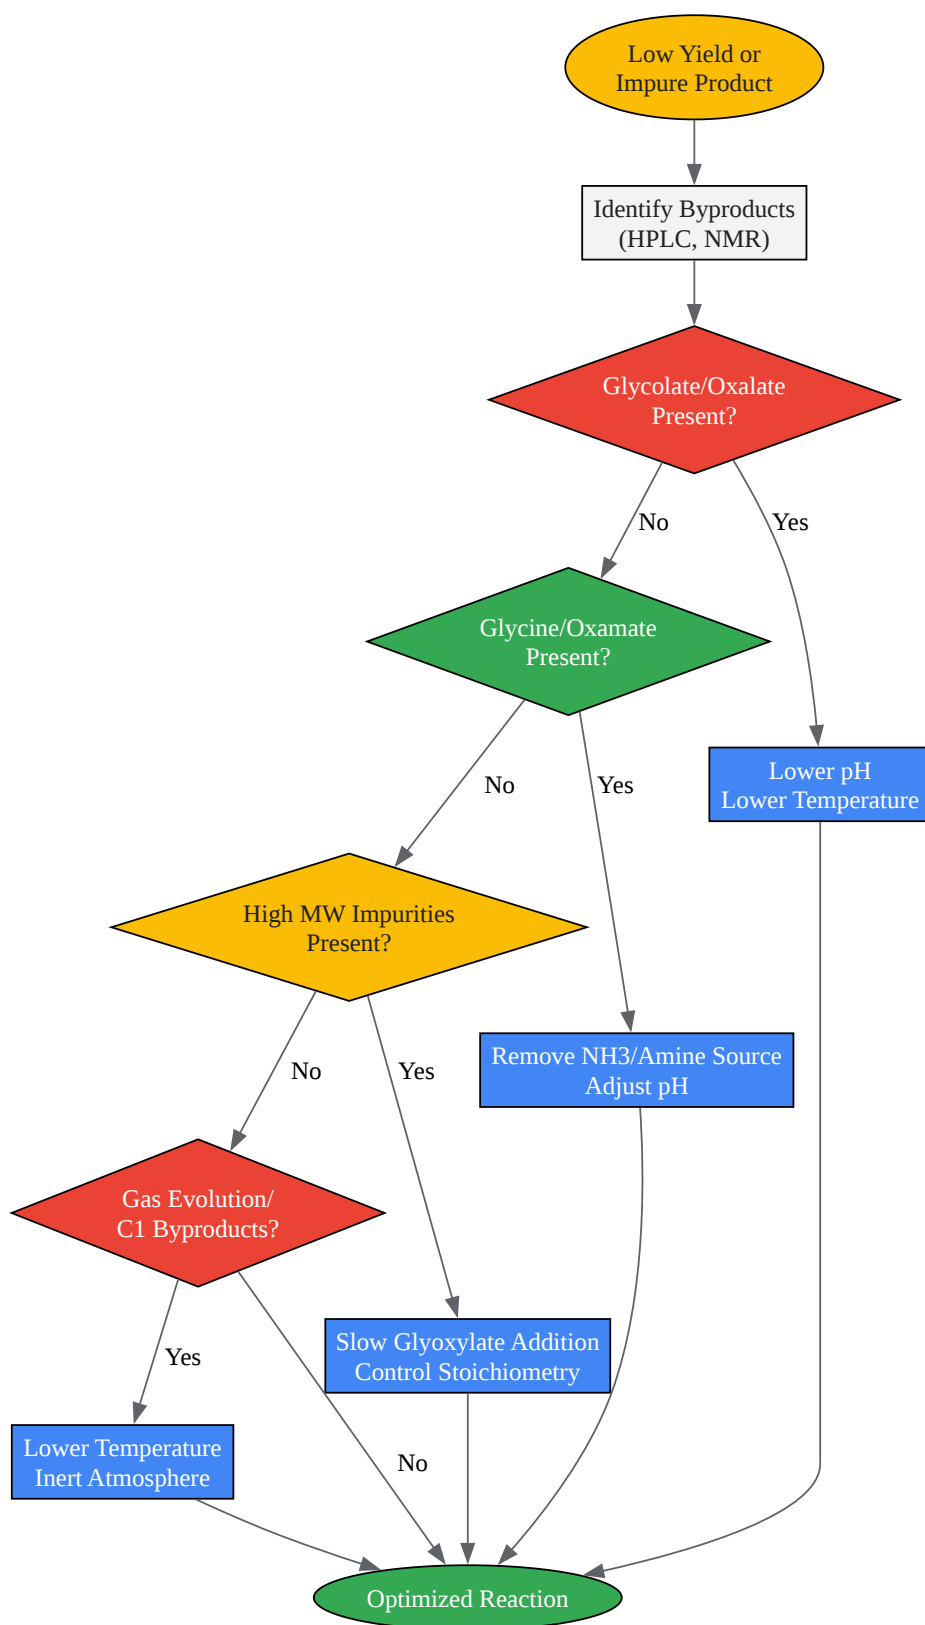 Low Yield or
Impure Product
Identify Byproducts
(HPLC, NMR)
Glycolate/Oxalate
Present?
No
Yes
Glycine/Oxamate
Present?
Lower pH
Lower Temperature
No
Yes
High MW Impurities
Present?
Remove NH3/Amine Source
Adjust pH
No
Yes
Gas Evolution/
C1 Byproducts?
Slow Glyoxylate Addition
Control Stoichiometry
Yes
Lower Temperature
Inert Atmosphere
No
Optimized Reaction